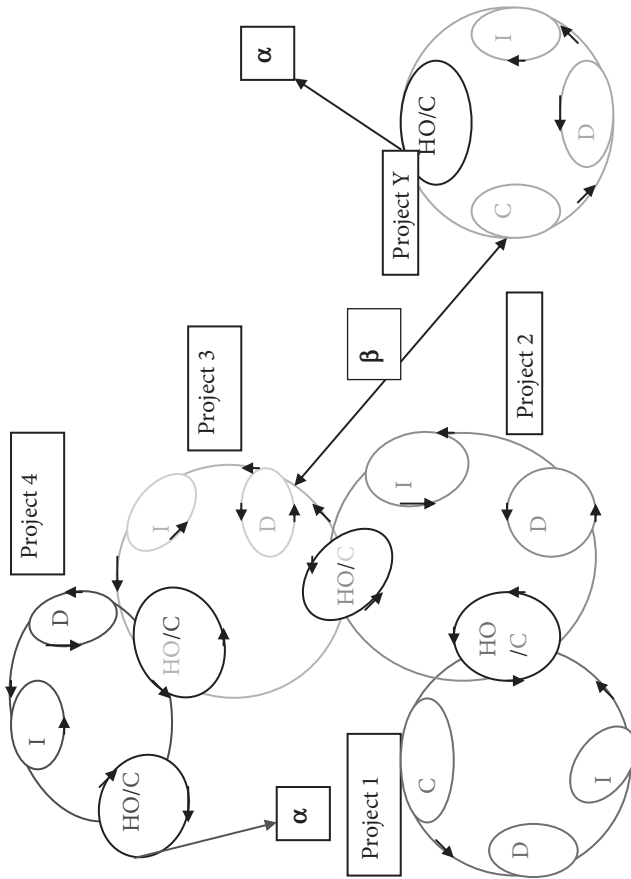 Project 4
D
I
HO/C
HO/C
α
Project 3
I
D
HO/C
Project 1
C
D
I
HO
/C
Project 2
I
D
β
Project Y
α
HO/C
I
C
D